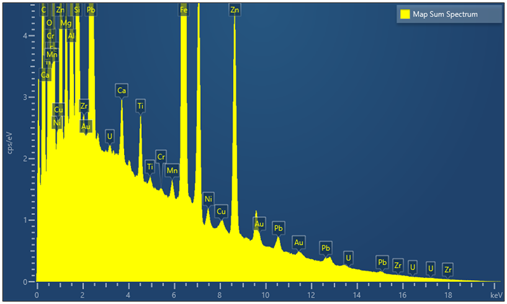 Map Sum Spectrum
4
3
2
1
0
cps/eV
C Zn Si Pb Fe Zn
O Mg
Cr Al
Mn
Ca
Cu Zr
Ni Au
U
Ca
Ti
Ti
Cr
Mn
Ni
Cu
Au
Pb
Au
Pb
U
Pb
Zr
U
U
Zr
0 2 4 6 8 10 12 14 16 18 keV